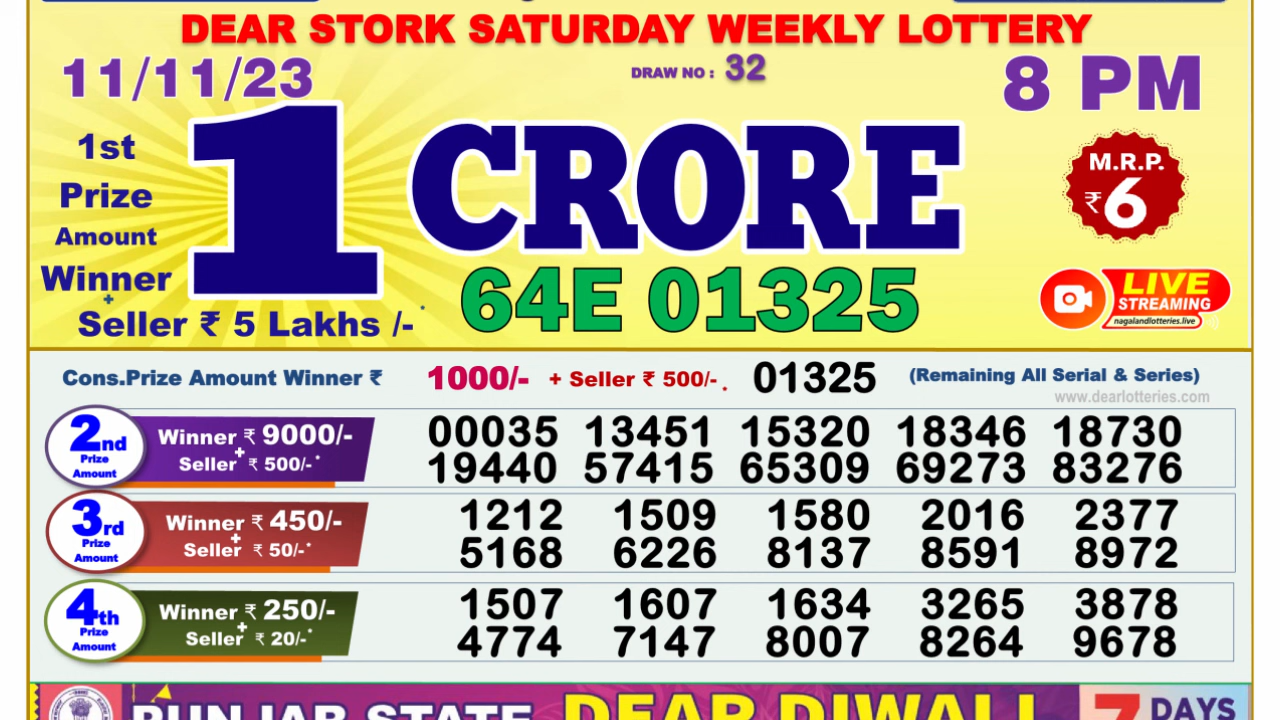 DEAR STORK SATURDAY WEEKLY LOTTERY
11/11/23
DRAW NO : 32
8 PM
1st
Prize
Amount
Winner
+
Seller ₹ 5 Lakhs /-*
1 CRORE
64E 01325
M.R.P.
₹6
LIVE
STREAMING
nagalandlotteries.live
Cons.Prize Amount Winner ₹ 1000/- + Seller ₹ 500/-. 01325 (Remaining All Serial & Series)
www.dearlotteries.com
2nd Prize Amount
Winner ₹ 9000/-
+
Seller ₹ 500/-*
00035 13451 15320 18346 18730
19440 57415 65309 69273 83276
3rd Prize Amount
Winner ₹ 450/-
+
Seller ₹ 50/-*
1212 1509 1580 2016 2377
5168 6226 8137 8591 8972
4th Prize Amount
Winner ₹ 250/-
+
Seller ₹ 20/-*
1507 1607 1634 3265 3878
4774 7147 8007 8264 9678
PUNJAB STATE DEAR DIWALI 7 DAYS